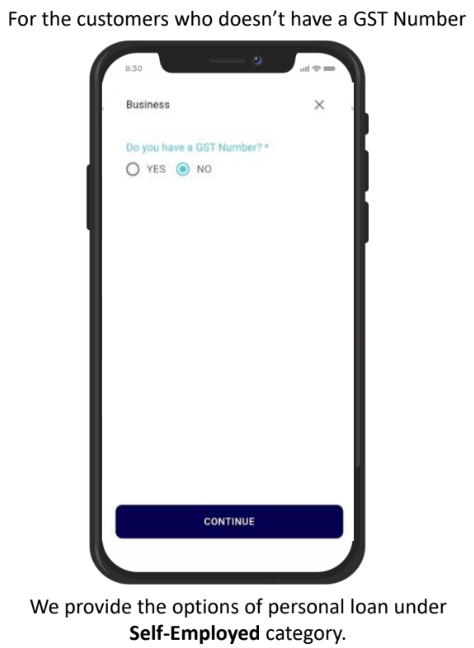 For the customers who doesn't have a GST Number
6:30
Business
Do you have a GST Number? *
YES NO
CONTINUE
We provide the options of personal loan under
Self-Employed category.